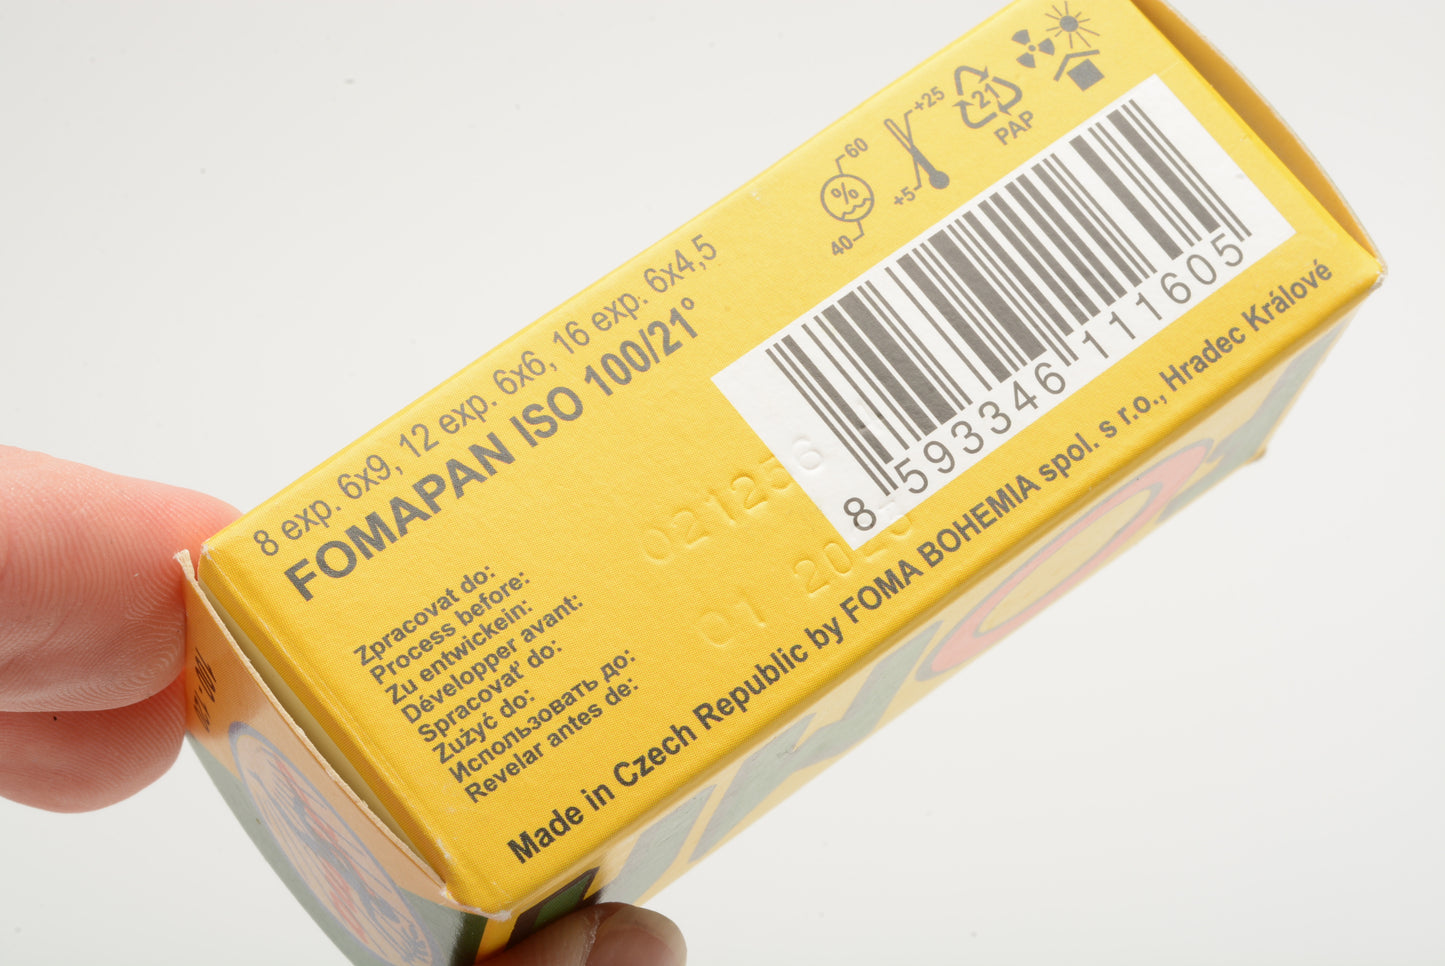 8 exp. 6x9, 12 exp. 6x6, 16 exp. 6x4,5
FOMAPAN ISO 100/21°
60
%
40
+25
+5
21
PAP
8 593346 111605
Zpracovat do:
Process before:
Zu entwickeln:
Développer avant:
Spracovať do:
Zużyć do:
Использовать до:
Revelar antes de:
021256
01 2023
Made in Czech Republic by FOMA BOHEMIA spol. s r.o., Hradec Králové